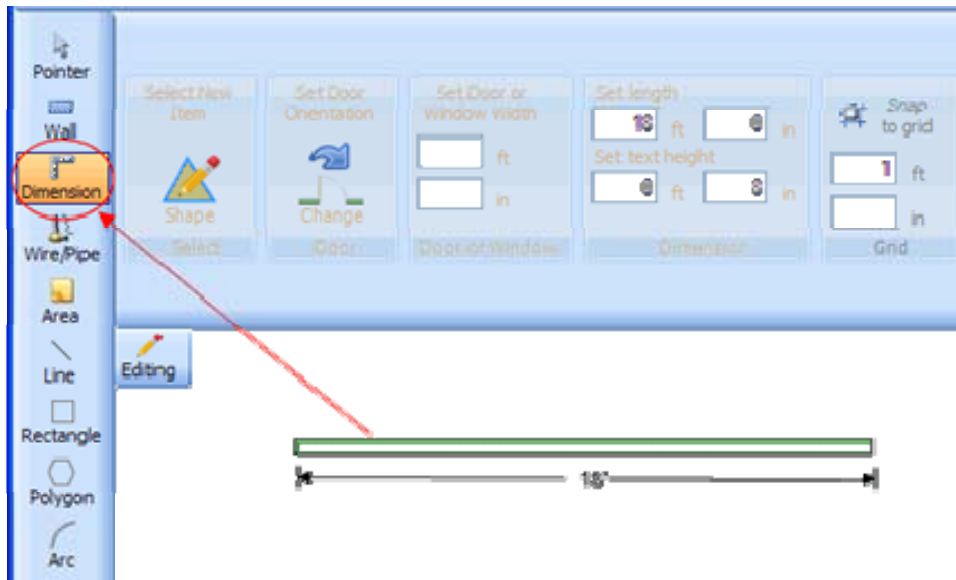 Pointer
Wall
Dimension
Wire/Pipe
Area
Line
Rectangle
Polygon
Arc
Select New
Item
Shape
Select
Set Door
Orientation
Change
Door
Set Door or
Window Width
ft
in
Door or Window
Set length
18 ft 0 in
Set text height
0 ft 8 in
Dimension
Snap
to grid
1 ft
in
Grid
Editing
18'